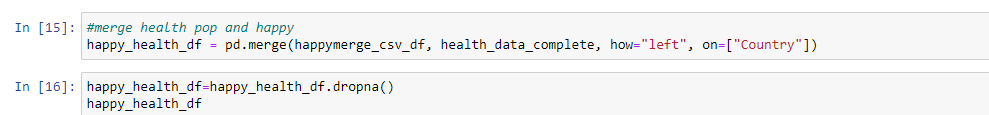 In [15]: #merge health pop and happy
happy_health_df = pd.merge(happymerge_csv_df, health_data_complete, how="left", on=["Country"])
In [16]: happy_health_df=happy_health_df.dropna()
happy_health_df